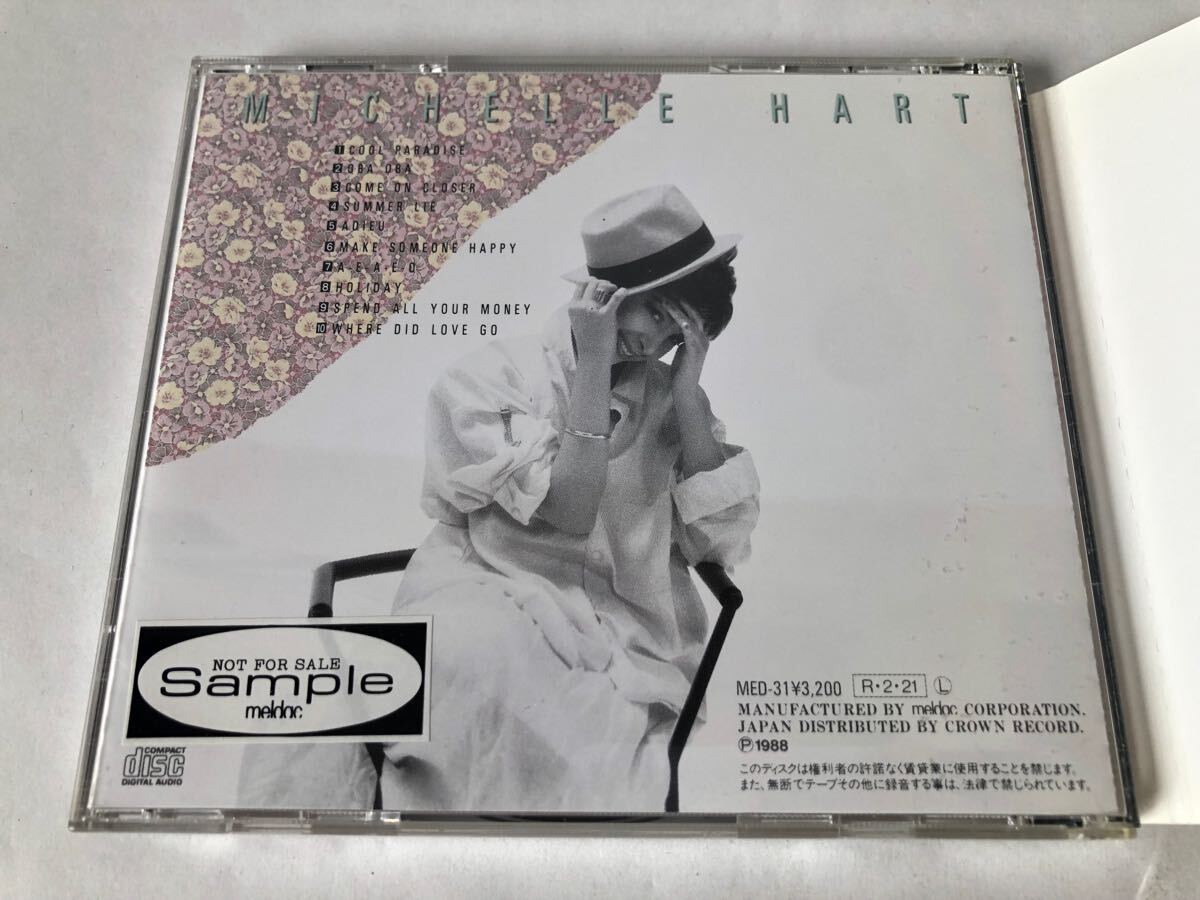 MICHELLE HART
1 COOL PARADISE
2 OBA OBA
3 COME ON CLOSER
4 SUMMER LIE
5 ADIEU
6 MAKE SOMEONE HAPPY
7 A-E-A-E-O
8 HOLIDAY
9 SPEND ALL YOUR MONEY
10 WHERE DID LOVE GO
NOT FOR SALE
Sample
meldac
COMPACT
disc
DIGITAL AUDIO
MED-31 ¥3,200 R・2・21 Ⓛ
MANUFACTURED BY meldac CORPORATION.
JAPAN DISTRIBUTED BY CROWN RECORD.
Ⓟ1988
このディスクは権利者の許諾なく賃貸業に使用することを禁じます。
また、無断でテープその他に録音する事は、法律で禁じられています。